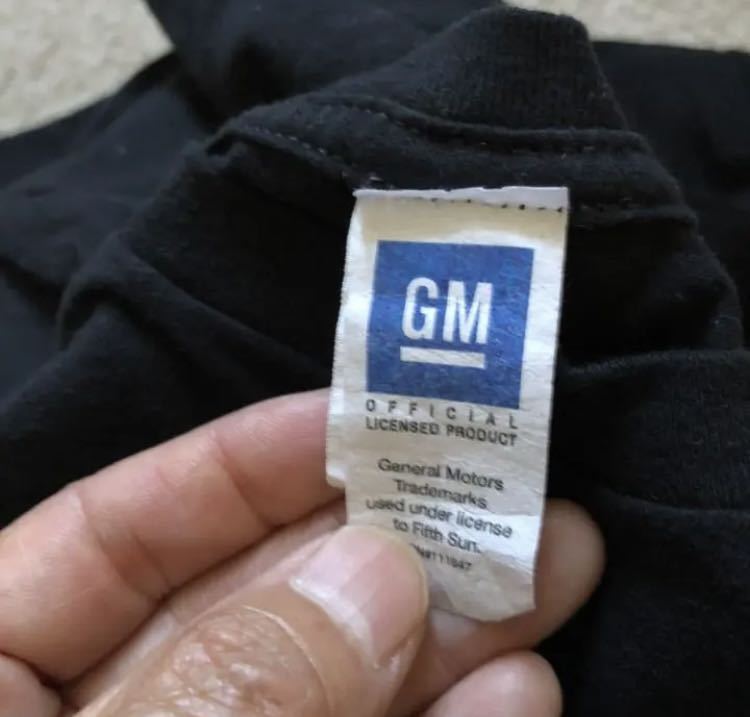 GM
OFFICIAL
LICENSED PRODUCT
General Motors
Trademarks
used under license
to Fifth Sun.